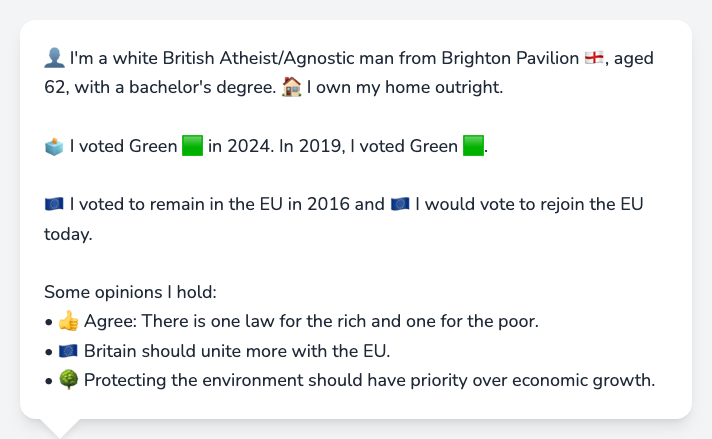 👤 I'm a white British Atheist/Agnostic man from Brighton Pavilion 🏴󠁧󠁢󠁥󠁮󠁧󠁿, aged
62, with a bachelor's degree. 🏠 I own my home outright.
🗳️ I voted Green 🟩 in 2024. In 2019, I voted Green 🟩.
🇪🇺 I voted to remain in the EU in 2016 and 🇪🇺 I would vote to rejoin the EU
today.
Some opinions I hold:
• 👍 Agree: There is one law for the rich and one for the poor.
• 🇪🇺 Britain should unite more with the EU.
• 🌳 Protecting the environment should have priority over economic growth.